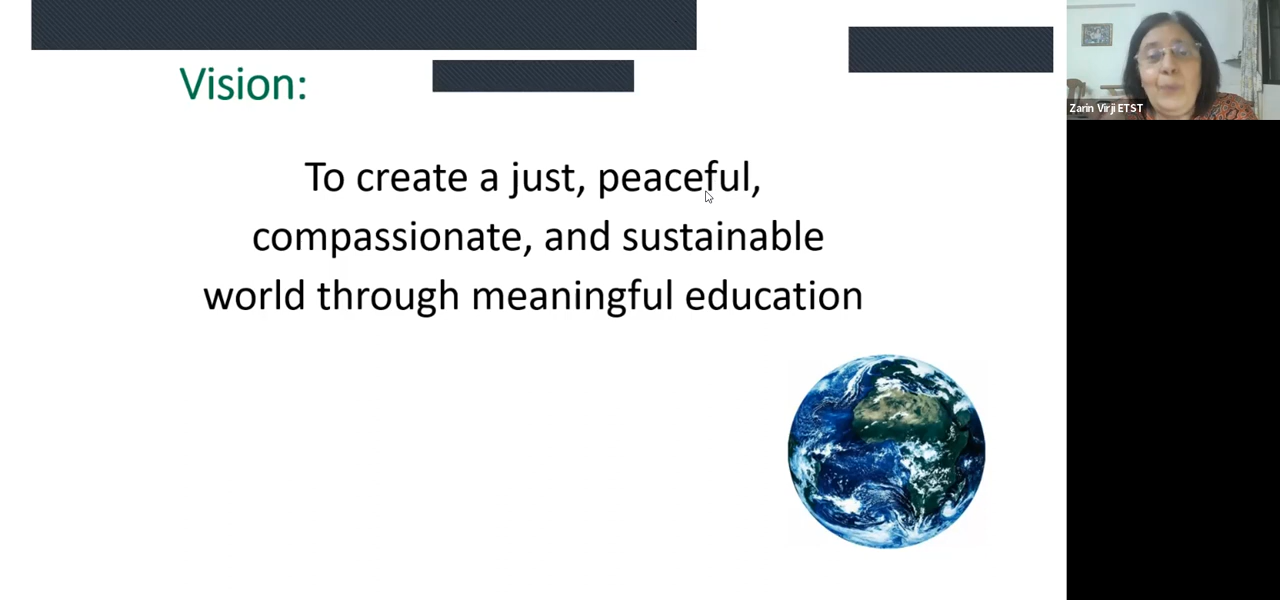 Vision:
To create a just, peaceful,
compassionate, and sustainable
world through meaningful education
Zarin Virji ETST